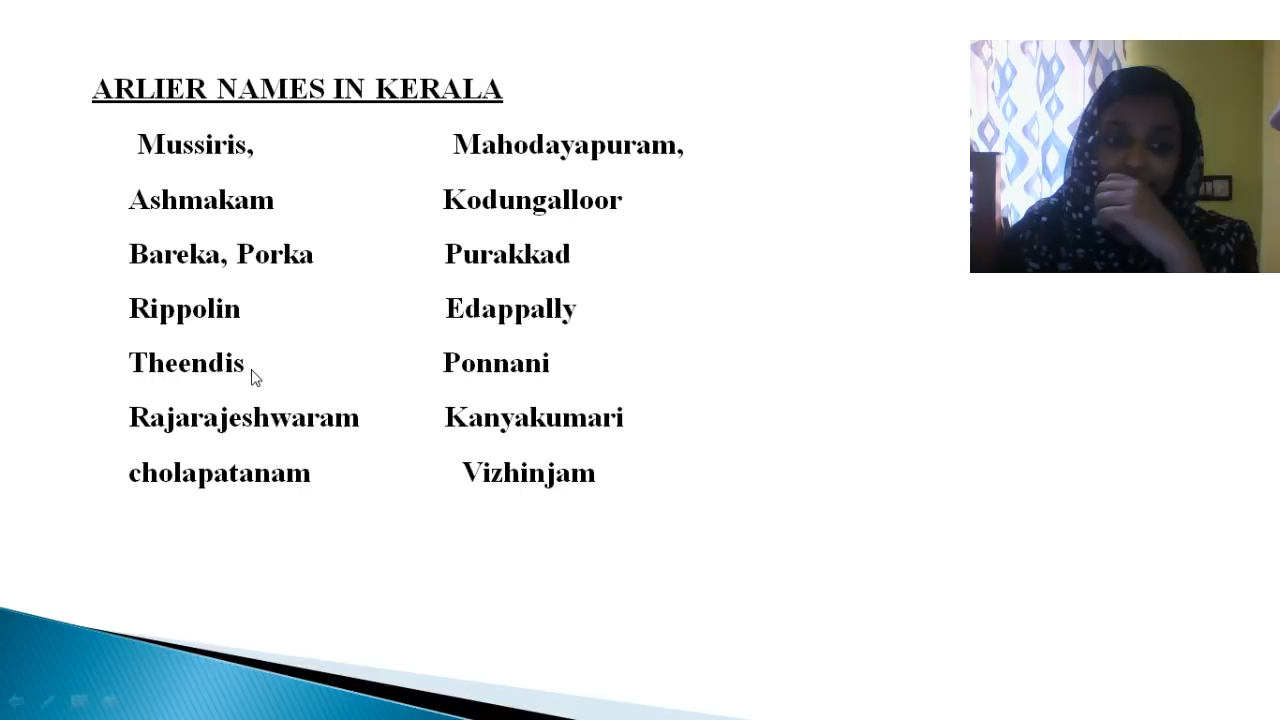 ARLIER NAMES IN KERALA
Mussiris, Mahodayapuram,
Ashmakam Kodungalloor
Bareka, Porka Purakkad
Rippolin Edappally
Theendis Ponnani
Rajarajeshwaram Kanyakumari
cholapatanam Vizhinjam